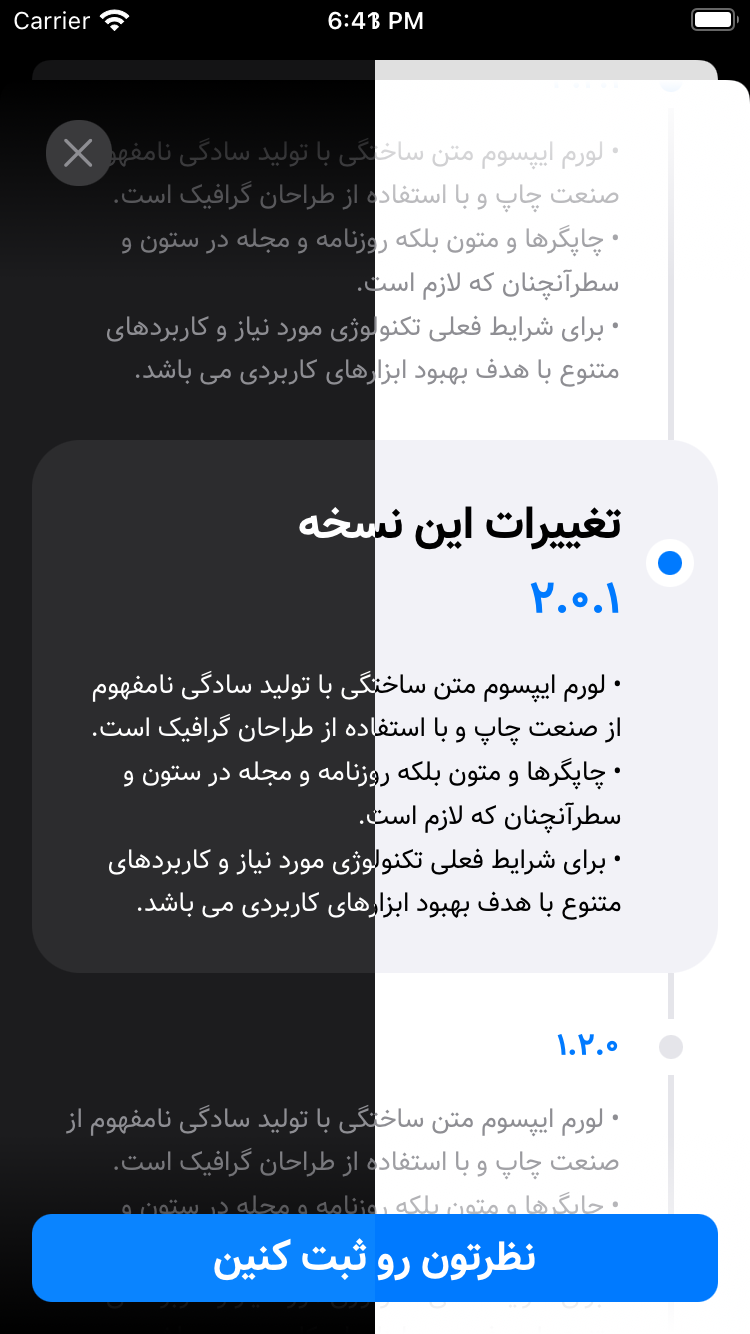 Carrier
6:41 PM
• لورم ایپسوم متن ساختگی با تولید سادگی نامفهو
صنعت چاپ و با استفاده از طراحان گرافیک است.
• چاپگرها و متون بلکه روزنامه و مجله در ستون و
سطرآنچنان که لازم است.
• برای شرایط فعلی تکنولوژی مورد نیاز و کاربردهای
متنوع با هدف بهبود ابزارهای کاربردی می باشد.
تغییرات این نسخه
۲.۰.۱
• لورم ایپسوم متن ساختگی با تولید سادگی نامفهوم
از صنعت چاپ و با استفاده از طراحان گرافیک است.
• چاپگرها و متون بلکه روزنامه و مجله در ستون و
سطرآنچنان که لازم است.
• برای شرایط فعلی تکنولوژی مورد نیاز و کاربردهای
متنوع با هدف بهبود ابزارهای کاربردی می باشد.
۱.۲.۰
• لورم ایپسوم متن ساختگی با تولید سادگی نامفهوم از
صنعت چاپ و با استفاده از طراحان گرافیک است.
• چاپگرها و متون بلکه روزنامه و مجله در ستون و
نظرتون رو ثبت کنین